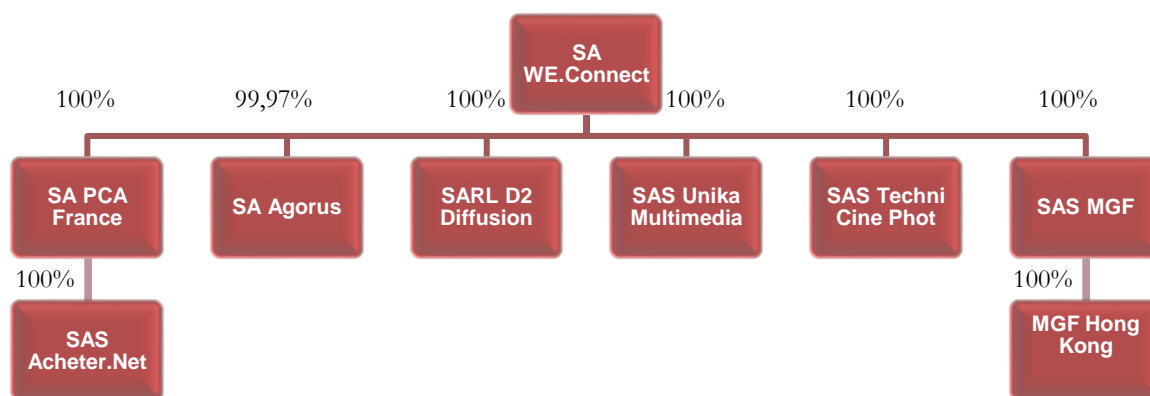 SA
WE.Connect
100%
99,97%
100%
100%
100%
100%
SA PCA
France
SA Agorus
SARL D2
Diffusion
SAS Unika
Multimedia
SAS Techni
Cine Phot
SAS MGF
100%
100%
SAS
Acheter.Net
MGF Hong
Kong